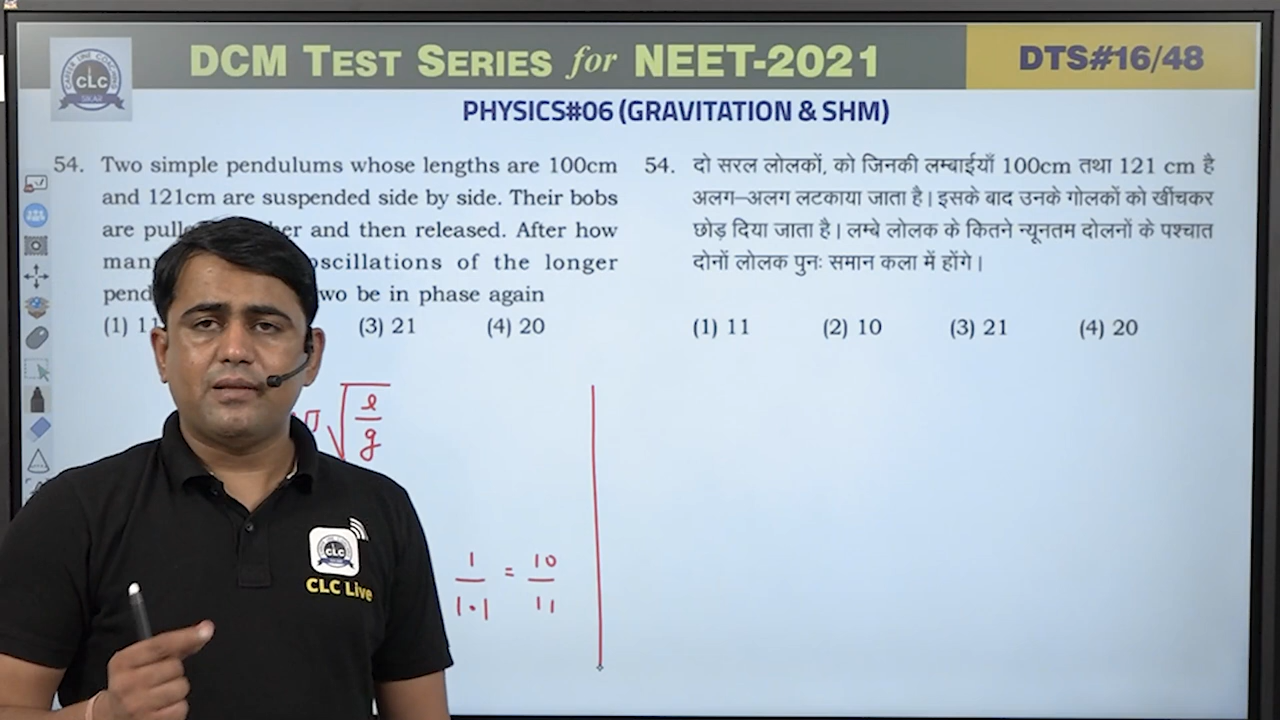 DCM TEST SERIES for NEET-2021
DTS#16/48
CLC
SIKAR
PHYSICS#06 (GRAVITATION & SHM)
54. Two simple pendulums whose lengths are 100cm
and 121cm are suspended side by side. Their bobs
are and then released. After how
oscillations of the longer
be in phase again
(1) (3) 21 (4) 20
54. दो सरल लोलकों, को जिनकी लम्बाईयाँ 100cm तथा 121 cm है
अलग–अलग लटकाया जाता है। इसके बाद उनके गोलकों को खींचकर
छोड़ दिया जाता है। लम्बे लोलक के कितने न्यूनतम दोलनों के पश्चात
दोनों लोलक पुनः समान कला में होंगे।
(1) 11 (2) 10 (3) 21 (4) 20
√(l/g)
1/1.1 = 10/11
CLC
CLC Live